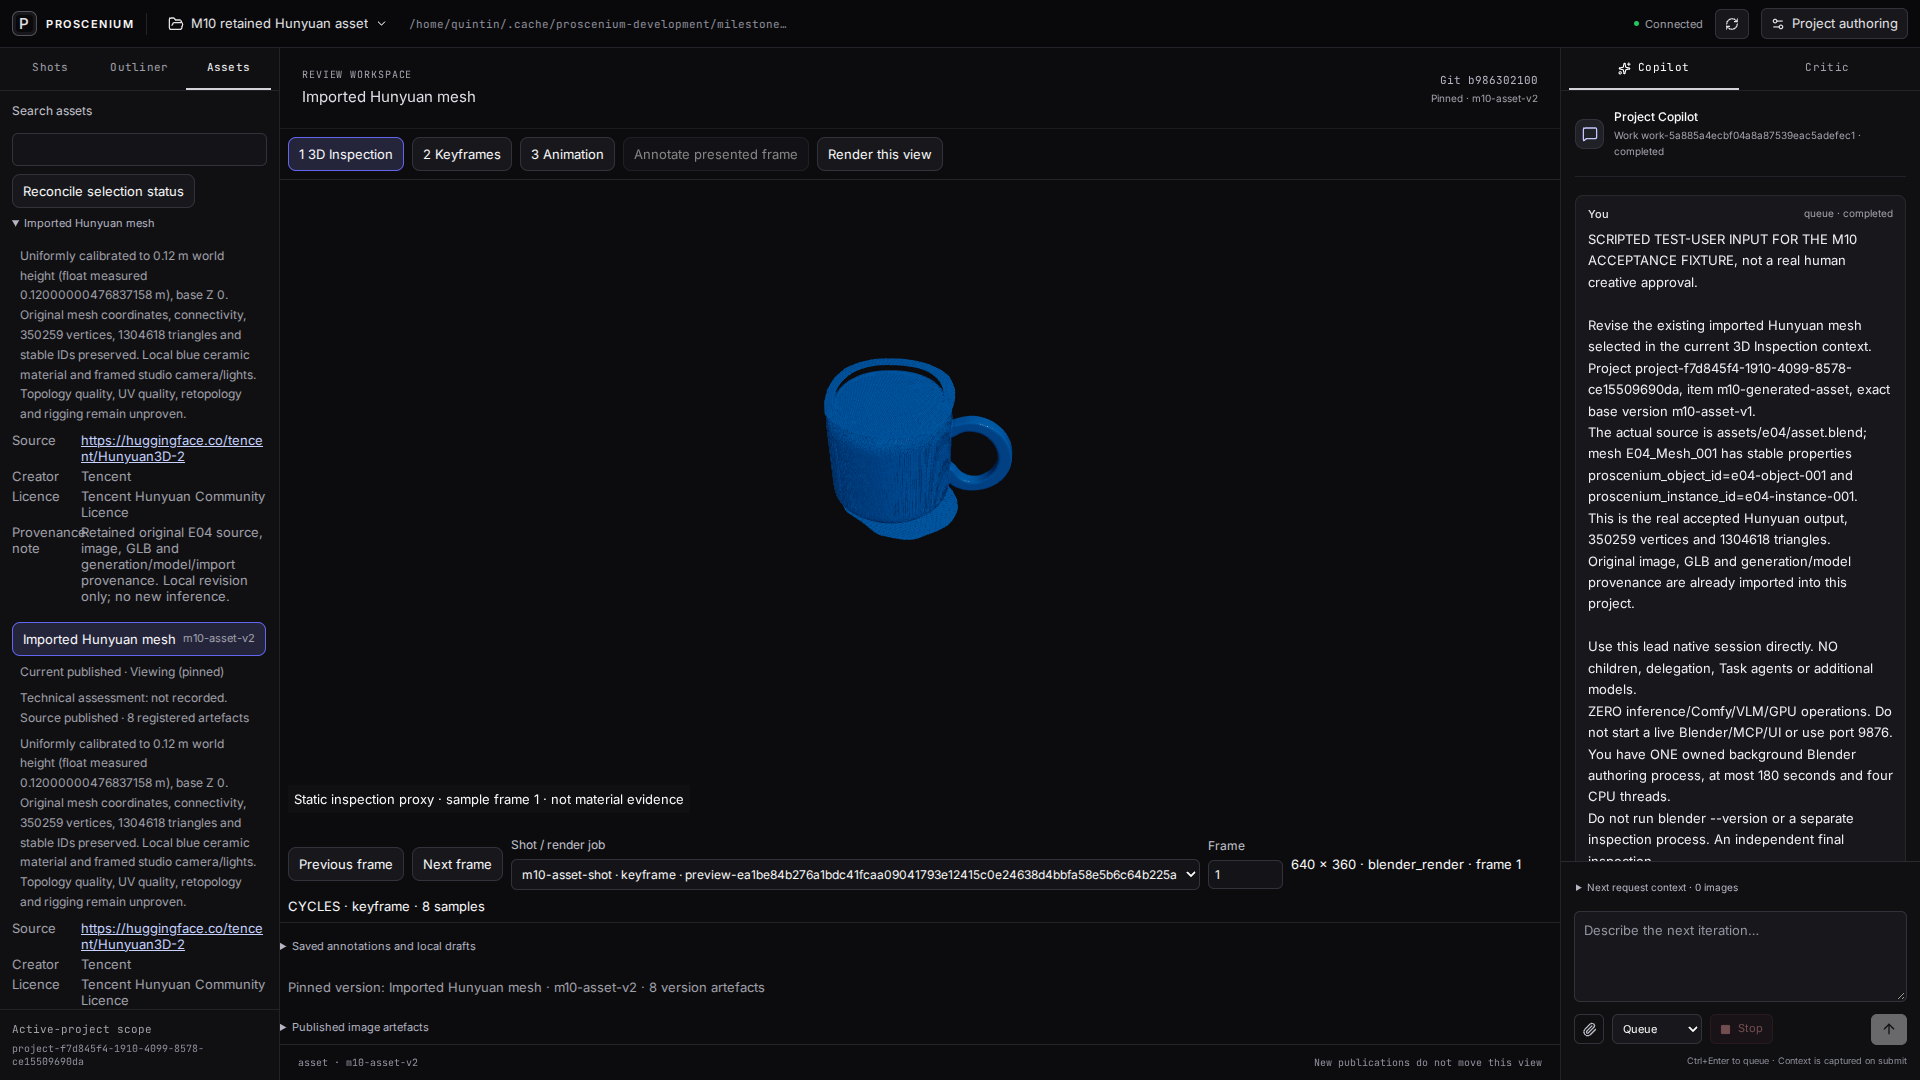 P PROSCENIUM
M10 retained Hunyuan asset
/home/quintin/.cache/proscenium-development/milestone…
Connected
Project authoring
Shots
Outliner
Assets
Search assets
Reconcile selection status
Imported Hunyuan mesh
Uniformly calibrated to 0.12 m world
height (float measured
0.12000000476837158 m), base Z 0.
Original mesh coordinates, connectivity,
350259 vertices, 1304618 triangles and
stable IDs preserved. Local blue ceramic
material and framed studio camera/lights.
Topology quality, UV quality, retopology
and rigging remain unproven.
Source https://huggingface.co/tence
nt/Hunyuan3D-2
Creator Tencent
Licence Tencent Hunyuan Community
Licence
Provenance Retained original E04 source,
note image, GLB and
generation/model/import
provenance. Local revision
only; no new inference.
Imported Hunyuan mesh m10-asset-v2
Current published · Viewing (pinned)
Technical assessment: not recorded.
Source published · 8 registered artefacts
Uniformly calibrated to 0.12 m world
height (float measured
0.12000000476837158 m), base Z 0.
Original mesh coordinates, connectivity,
350259 vertices, 1304618 triangles and
stable IDs preserved. Local blue ceramic
material and framed studio camera/lights.
Topology quality, UV quality, retopology
and rigging remain unproven.
Source https://huggingface.co/tence
nt/Hunyuan3D-2
Creator Tencent
Licence Tencent Hunyuan Community
Licence
Active-project scope
project-f7d845f4-1910-4099-8578-
ce15509690da
REVIEW WORKSPACE
Imported Hunyuan mesh
Git b986302100
Pinned · m10-asset-v2
1 3D Inspection
2 Keyframes
3 Animation
Annotate presented frame
Render this view
Static inspection proxy · sample frame 1 · not material evidence
Previous frame
Next frame
Shot / render job
m10-asset-shot · keyframe · preview-ea1be84b276a1bdc41fcaa09041793e12415c0e24638d4bbfa58e5b6c64b225a
Frame
1
640 × 360 · blender_render · frame 1
CYCLES · keyframe · 8 samples
Saved annotations and local drafts
Pinned version: Imported Hunyuan mesh · m10-asset-v2 · 8 version artefacts
Published image artefacts
asset · m10-asset-v2
New publications do not move this view
Copilot
Critic
Project Copilot
Work work-5a885a4ecbf04a8a87539eac5adefec1 ·
completed
You
queue · completed
SCRIPTED TEST-USER INPUT FOR THE M10
ACCEPTANCE FIXTURE, not a real human
creative approval.
Revise the existing imported Hunyuan mesh
selected in the current 3D Inspection context.
Project project-f7d845f4-1910-4099-8578-
ce15509690da, item m10-generated-asset, exact
base version m10-asset-v1.
The actual source is assets/e04/asset.blend;
mesh E04_Mesh_001 has stable properties
proscenium_object_id=e04-object-001 and
proscenium_instance_id=e04-instance-001.
This is the real accepted Hunyuan output,
350259 vertices and 1304618 triangles.
Original image, GLB and generation/model
provenance are already imported into this
project.
Use this lead native session directly. NO
children, delegation, Task agents or additional
models.
ZERO inference/Comfy/VLM/GPU operations. Do
not start a live Blender/MCP/UI or use port 9876.
You have ONE owned background Blender
authoring process, at most 180 seconds and four
CPU threads.
Do not run blender --version or a separate
inspection process. An independent final
inspection
Next request context · 0 images
Describe the next iteration…
Queue
Stop
Ctrl+Enter to queue · Context is captured on submit